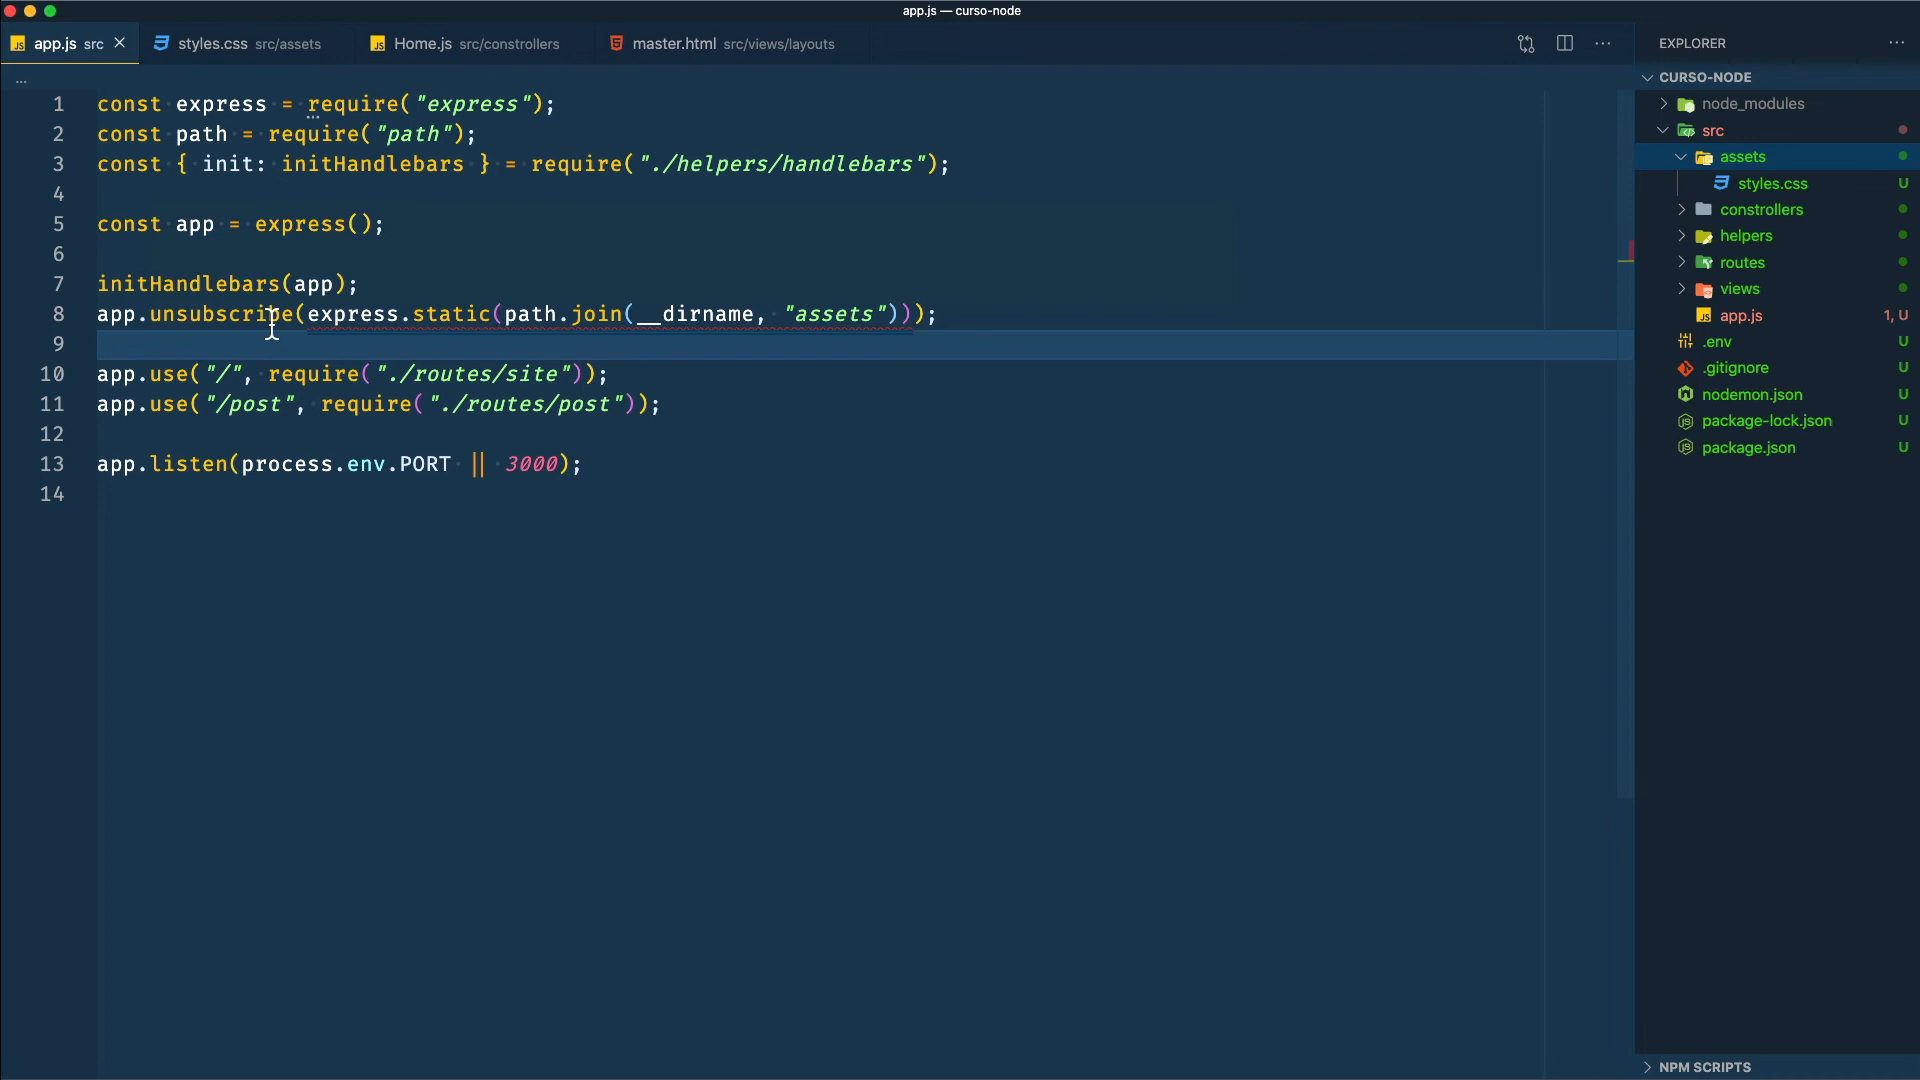 app.js — curso-node
app.js src
styles.css src/assets
Home.js src/constrollers
master.html src/views/layouts
...
1 const express = require("express");
2 const path = require("path");
3 const { init: initHandlebars } = require("./helpers/handlebars");
4
5 const app = express();
6
7 initHandlebars(app);
8 app.unsubscribe(express.static(path.join(__dirname, "assets")));
9
10 app.use("/", require("./routes/site"));
11 app.use("/post", require("./routes/post"));
12
13 app.listen(process.env.PORT || 3000);
14
EXPLORER
CURSO-NODE
node_modules
src
assets
styles.css U
constrollers
helpers
routes
views
app.js 1, U
.env U
.gitignore U
nodemon.json U
package-lock.json U
package.json U
NPM SCRIPTS